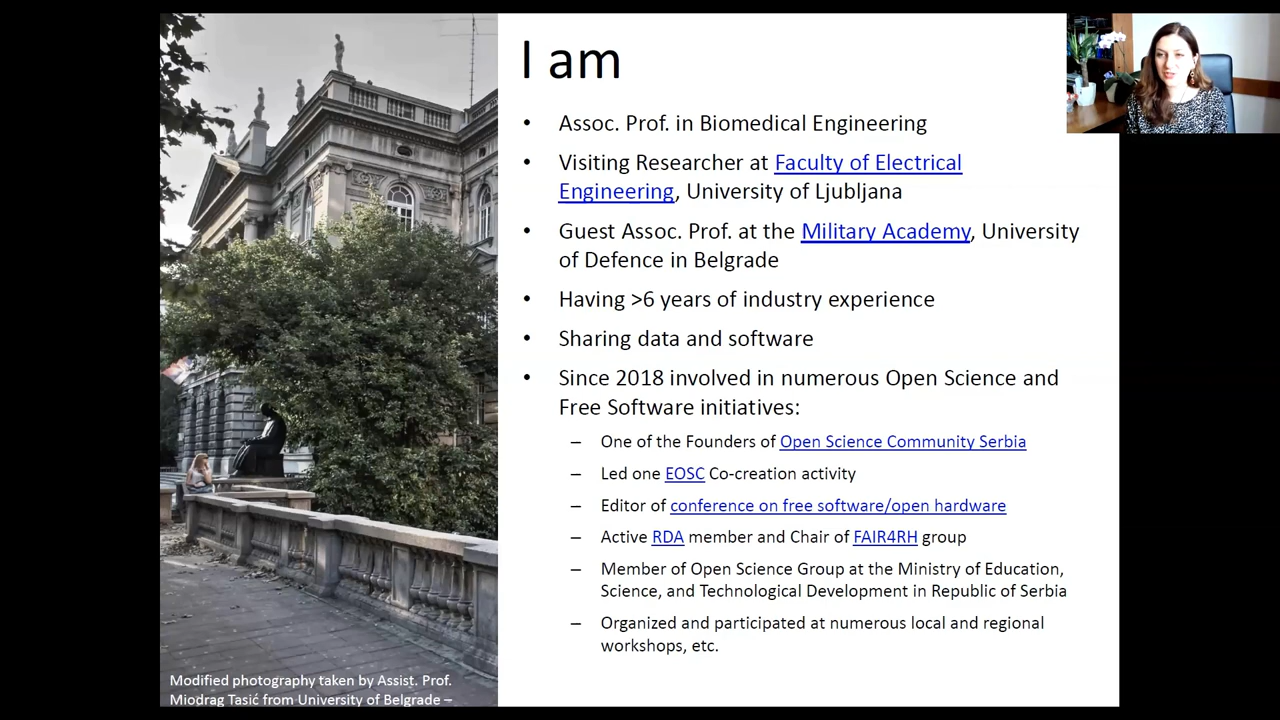 I am
• Assoc. Prof. in Biomedical Engineering
• Visiting Researcher at Faculty of Electrical
Engineering, University of Ljubljana
• Guest Assoc. Prof. at the Military Academy, University
of Defence in Belgrade
• Having >6 years of industry experience
• Sharing data and software
• Since 2018 involved in numerous Open Science and
Free Software initiatives:
– One of the Founders of Open Science Community Serbia
– Led one EOSC Co-creation activity
– Editor of conference on free software/open hardware
– Active RDA member and Chair of FAIR4RH group
– Member of Open Science Group at the Ministry of Education,
Science, and Technological Development in Republic of Serbia
– Organized and participated at numerous local and regional
workshops, etc.
Modified photography taken by Assist. Prof.
Miodrag Tasić from University of Belgrade –